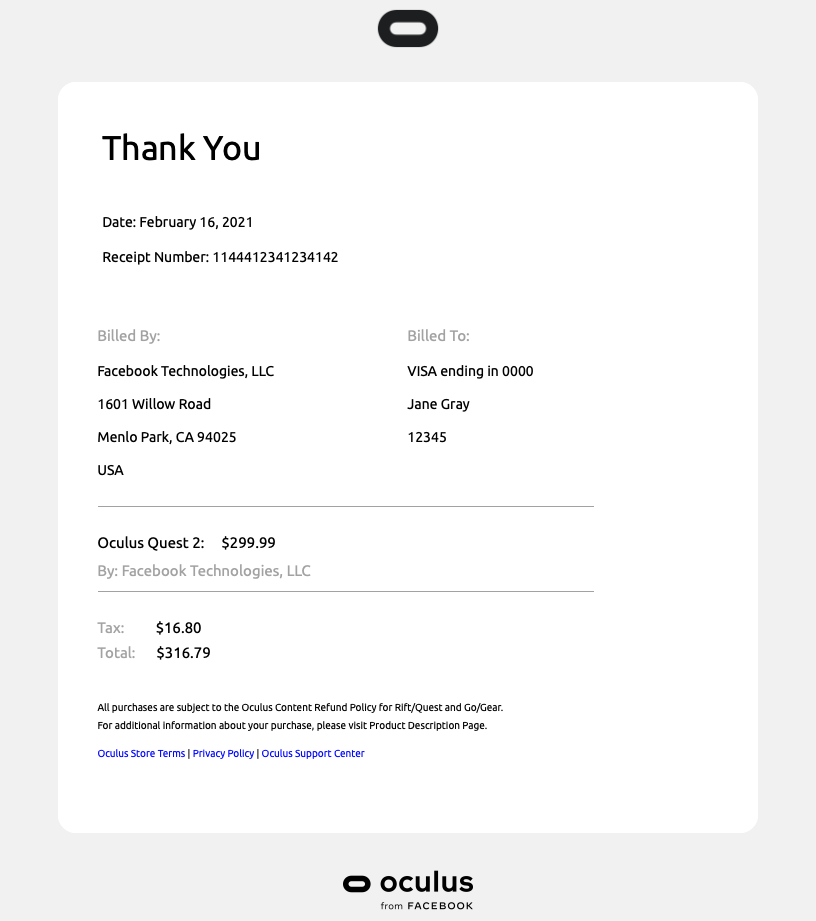 Thank You
Date: February 16, 2021
Receipt Number: 1144412341234142
Billed By:
Billed To:
Facebook Technologies, LLC
VISA ending in 0000
1601 Willow Road
Jane Gray
Menlo Park, CA 94025
12345
USA
Oculus Quest 2: $299.99
By: Facebook Technologies, LLC
Tax: $16.80
Total: $316.79
All purchases are subject to the Oculus Content Refund Policy for Rift/Quest and Go/Gear.
For additional information about your purchase, please visit Product Description Page.
Oculus Store Terms | Privacy Policy | Oculus Support Center
oculus
from FACEBOOK